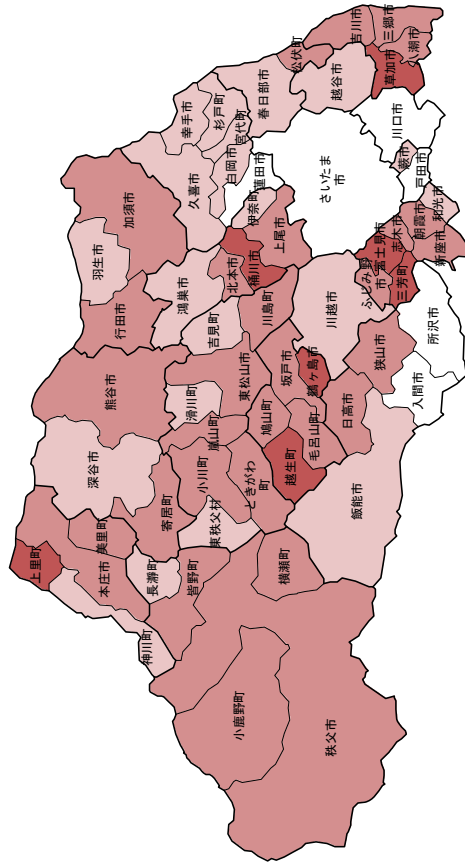 上里町
本庄市
美里町
神川町
深谷市
熊谷市
寄居町
長瀞町
皆野町
小鹿野町
秩父市
横瀬町
東秩父村
小川町
ときがわ
町
嵐山町
滑川町
東松山市
鳩山町
越生町
毛呂山町
坂戸市
鶴ヶ島市
日高市
飯能市
行田市
羽生市
加須市
鴻巣市
吉見町
川島町
北本市
桶川市
上尾市
伊奈町
久喜市
幸手市
杉戸町
宮代町
白岡市
蓮田市
春日部市
さいたま
市
川越市
ふじみ野
市
富士見市
三芳町
志木市
朝霞市
新座市
和光市
狭山市
入間市
所沢市
戸田市
蕨市
川口市
草加市
越谷市
松伏町
吉川市
三郷市
八潮市